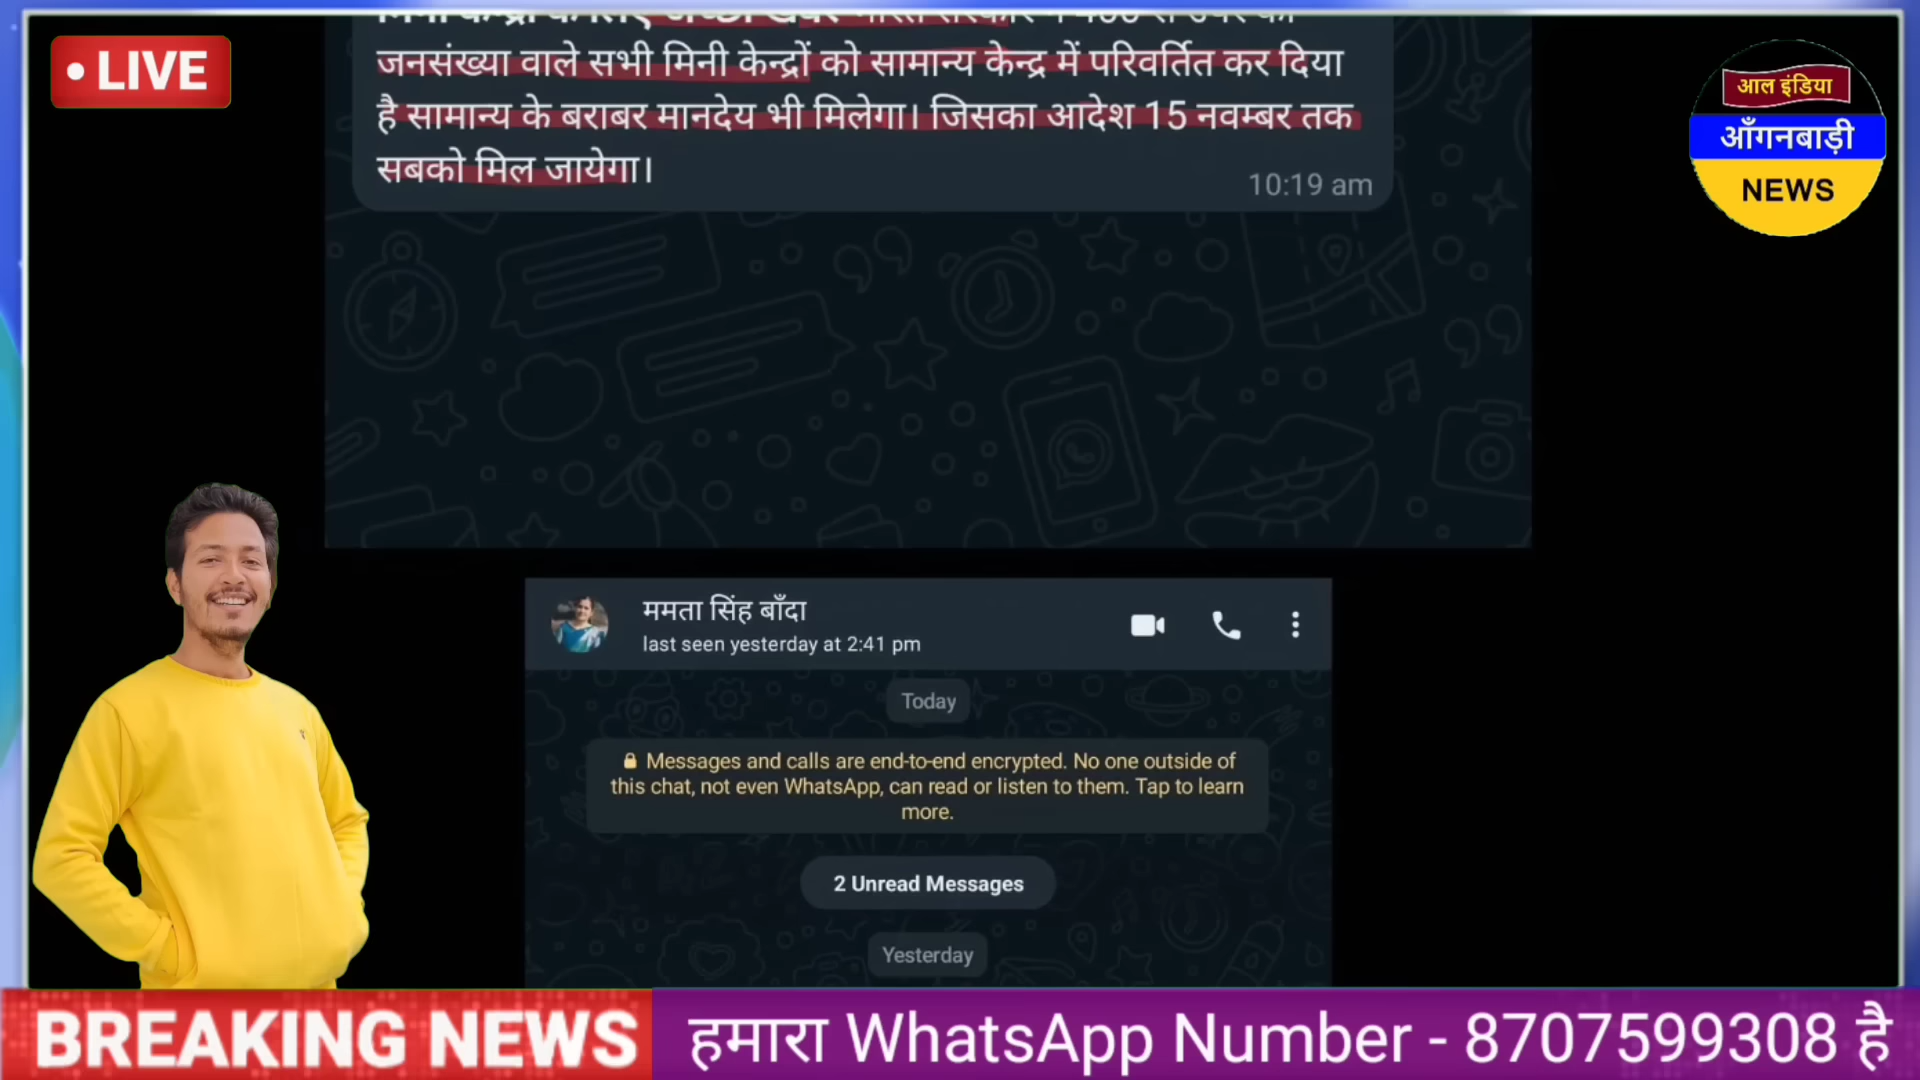 • LIVE
जनसंख्या वाले सभी मिनी केन्द्रों को सामान्य केन्द्र में परिवर्तित कर दिया
है सामान्य के बराबर मानदेय भी मिलेगा। जिसका आदेश 15 नवम्बर तक
सबको मिल जायेगा।
10:19 am
आल इंडिया
आँगनबाड़ी
NEWS
ममता सिंह बाँदा
last seen yesterday at 2:41 pm
Today
Messages and calls are end-to-end encrypted. No one outside of
this chat, not even WhatsApp, can read or listen to them. Tap to learn
more.
2 Unread Messages
Yesterday
BREAKING NEWS
हमारा WhatsApp Number - 8707599308 है